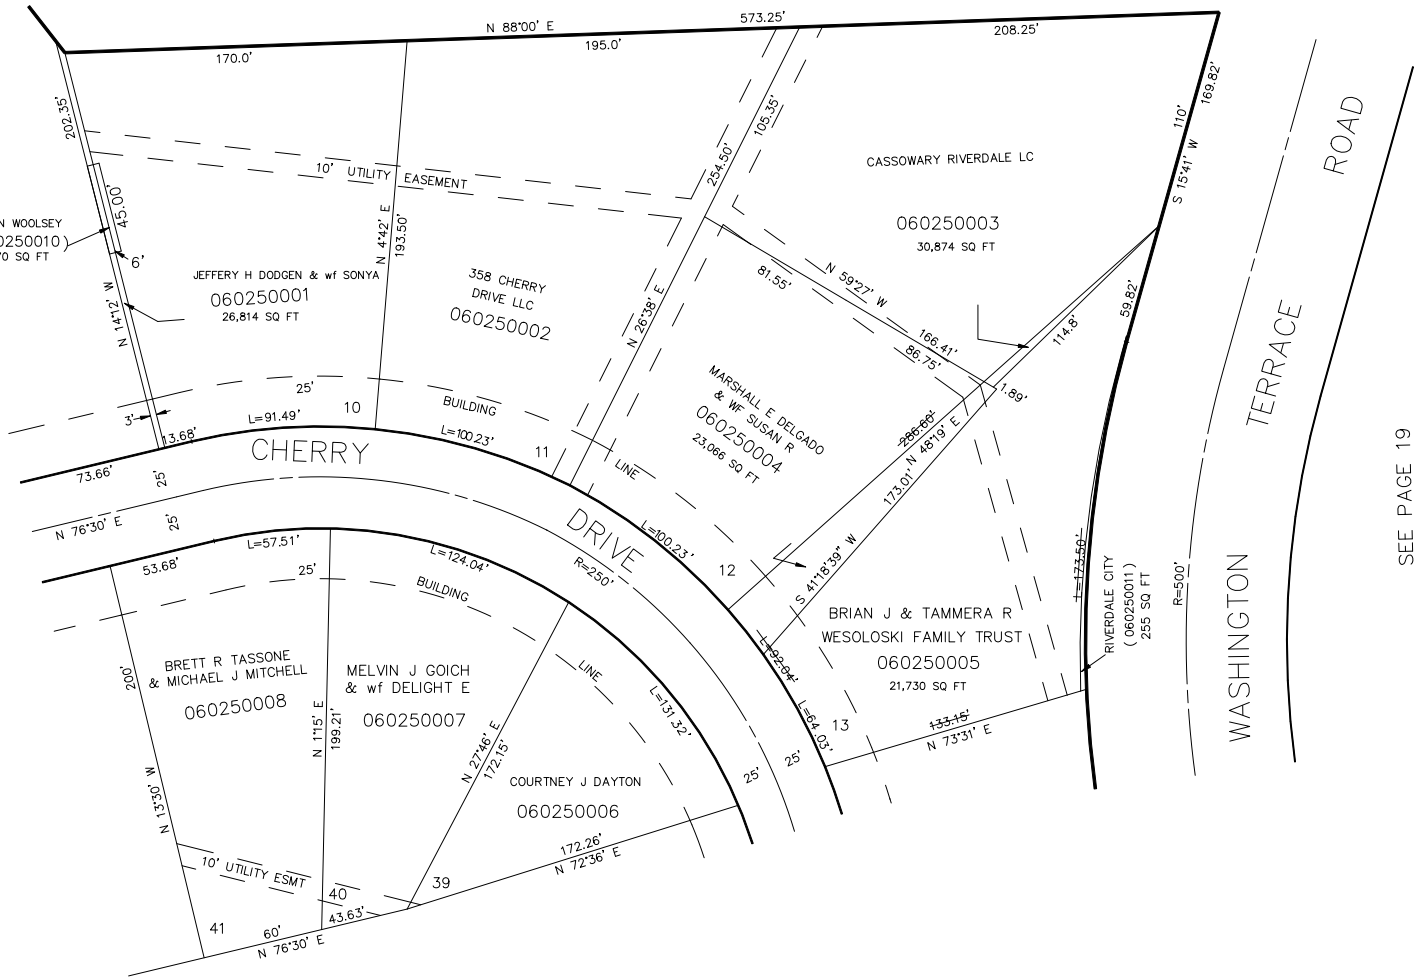 N 88°00' E
573.25'
170.0'
195.0'
208.25'
202.35'
45.00'
6'
N WOOLSEY
0250010)
0 SQ FT
N 14°12' W
3'
10' UTILITY EASEMENT
JEFFERY H DODGEN & wf SONYA
060250001
26,814 SQ FT
N 4°42' E
193.50'
358 CHERRY
DRIVE LLC
060250002
254.50'
105.35'
N 26°38' E
CASSOWARY RIVERDALE LC
060250003
30,874 SQ FT
110'
169.82'
S 15°41' W
59.82'
114.8'
N 59°27' W
81.55'
166.41'
86.75'
1.89'
MARSHALL E DELGADO
& WF SUSAN R
060250004
23,066 SQ FT
286.60'
N 48°19' E
173.01'
S 41°18'39" W
25'
BUILDING
LINE
10
11
12
13
13.68'
L=91.49'
L=100.23'
L=100.23'
L=92.04'
L=64.03'
CHERRY
DRIVE
R=250'
73.66'
25'
25'
N 76°30' E
53.68'
L=57.51'
L=124.04'
L=131.32'
25'
25'
25'
BUILDING
LINE
BRIAN J & TAMMERA R
WESOLOSKI FAMILY TRUST
060250005
21,730 SQ FT
133.15'
N 73°31' E
L=173.50'
RIVERDALE CITY
( 060250011 )
255 SQ FT
R=500'
WASHINGTON
TERRACE
ROAD
SEE PAGE 19
BRETT R TASSONE
& MICHAEL J MITCHELL
060250008
200'
N 13°30' W
MELVIN J GOICH
& wf DELIGHT E
060250007
N 1°15' E
199.21'
N 27°46' E
172.15'
COURTNEY J DAYTON
060250006
172.26'
N 72°36' E
10' UTILITY ESMT
39
40
41
43.63'
60'
N 76°30' E